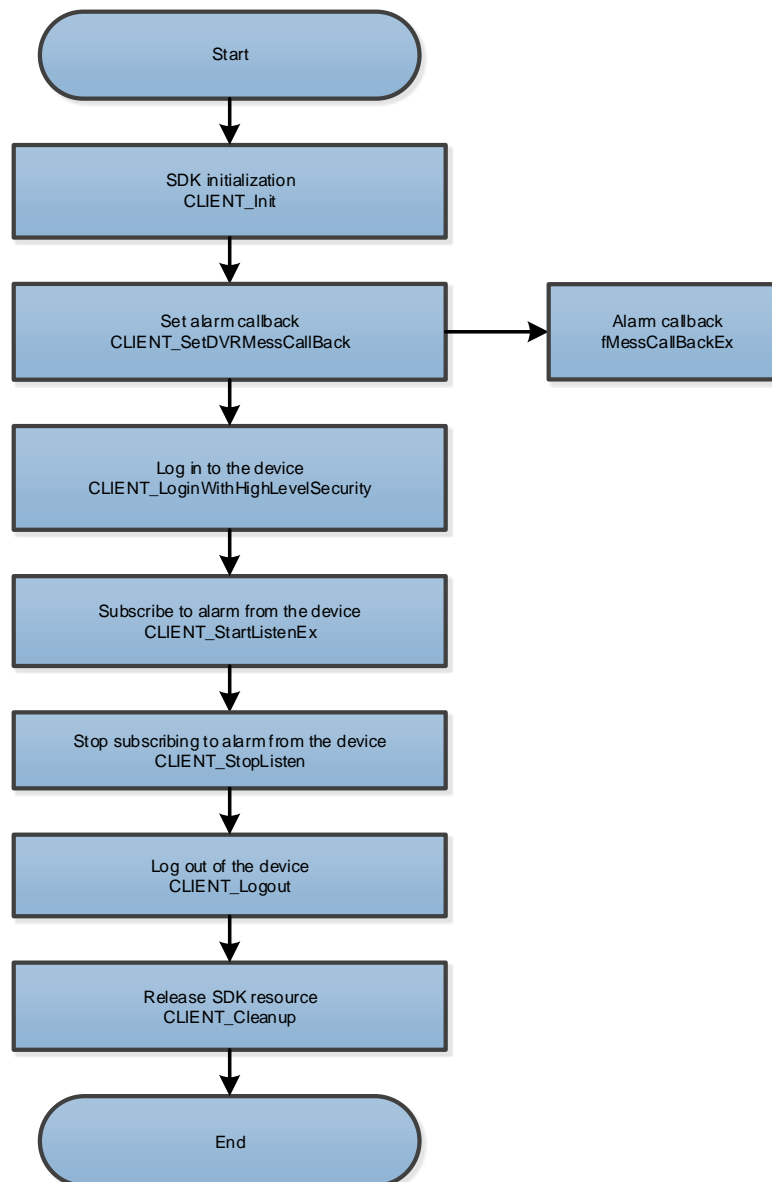 Start
SDK initialization
CLIENT_Init
Set alarm callback
CLIENT_SetDVRMessCallBack
Alarm callback
fMessCallBackEx
Log in to the device
CLIENT_LoginWithHighLevelSecurity
Subscribe to alarm from the device
CLIENT_StartListenEx
Stop subscribing to alarm from the device
CLIENT_StopListen
Log out of the device
CLIENT_Logout
Release SDK resource
CLIENT_Cleanup
End